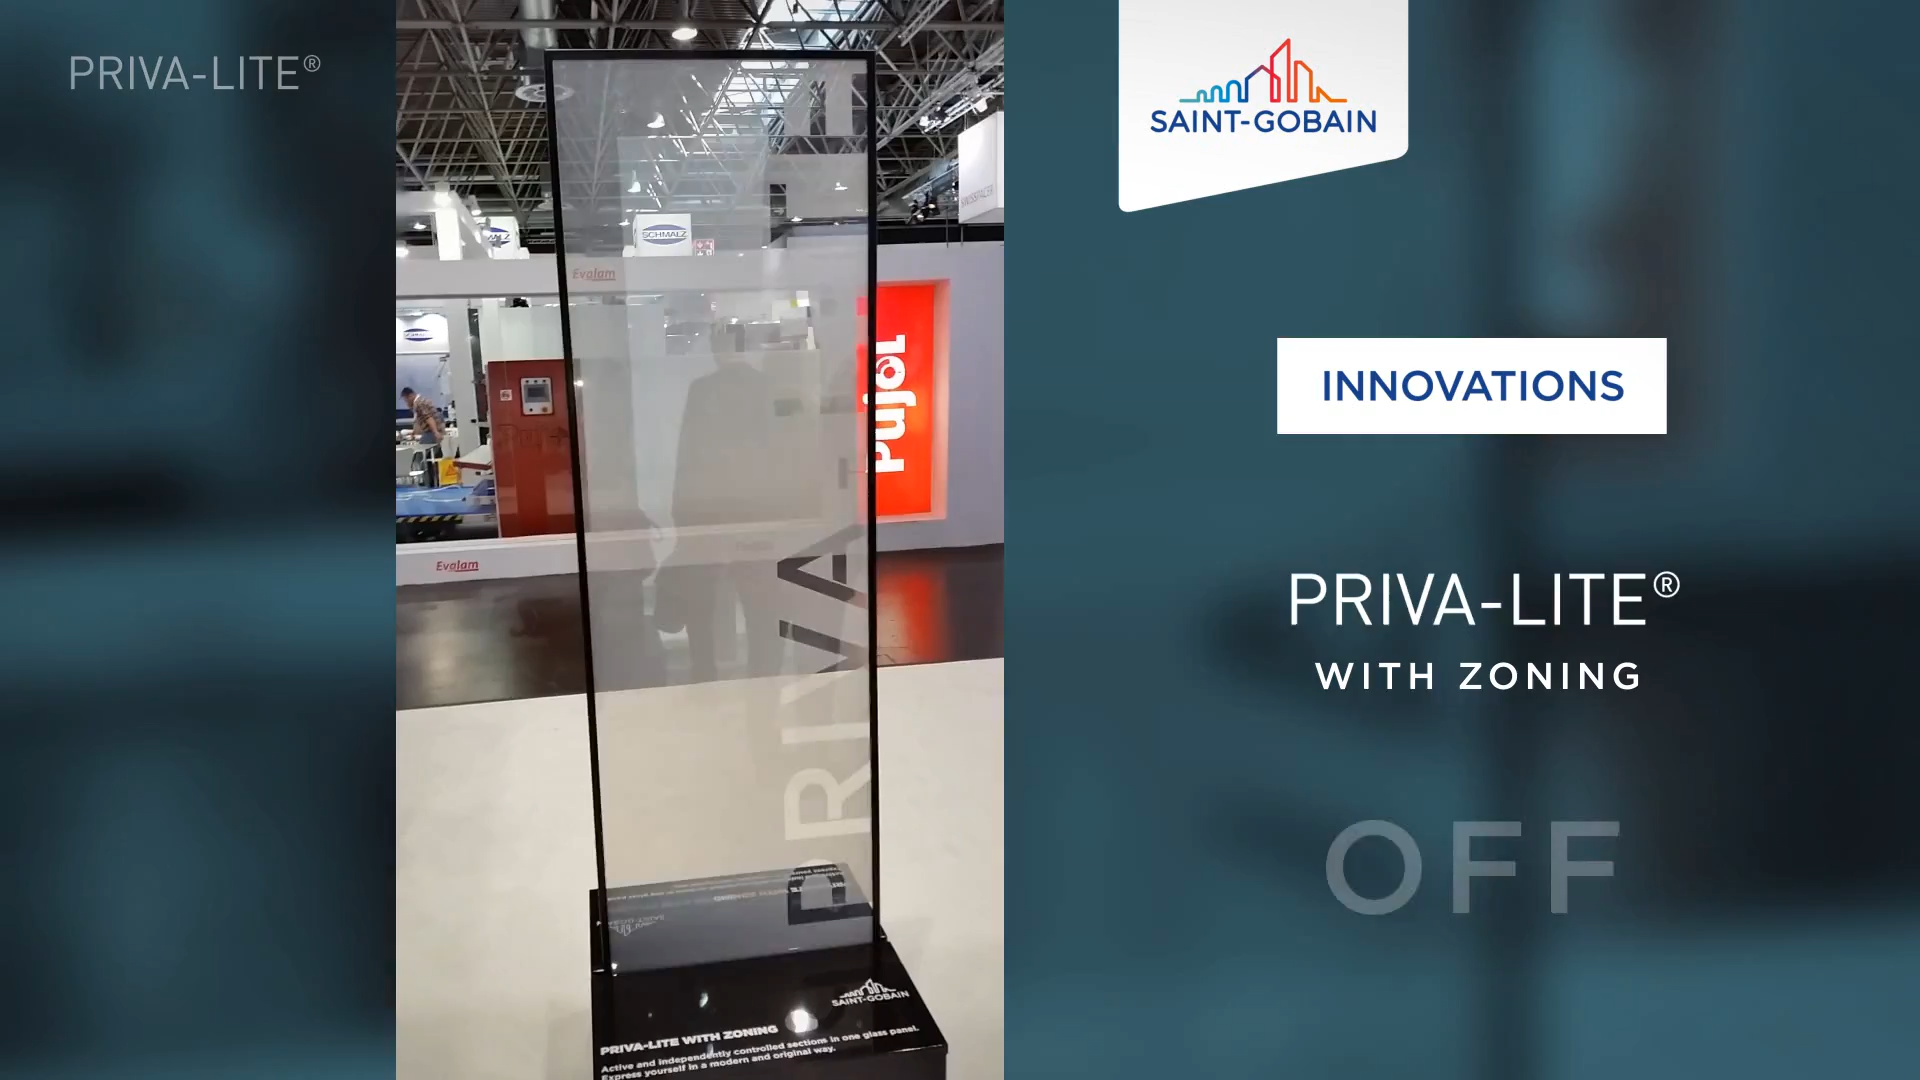 PRIVA-LITE®
SAINT-GOBAIN
INNOVATIONS
PRIVA-LITE®
WITH ZONING
OFF
SWISSPACER
SCHMALZ
Evalam
Pujol
Evalam
PRIVA-
SAINT-GOBAIN
PRIVA-LITE WITH ZONING
Active and independently controlled sections in one glass panel.
Express yourself in a modern and original way.